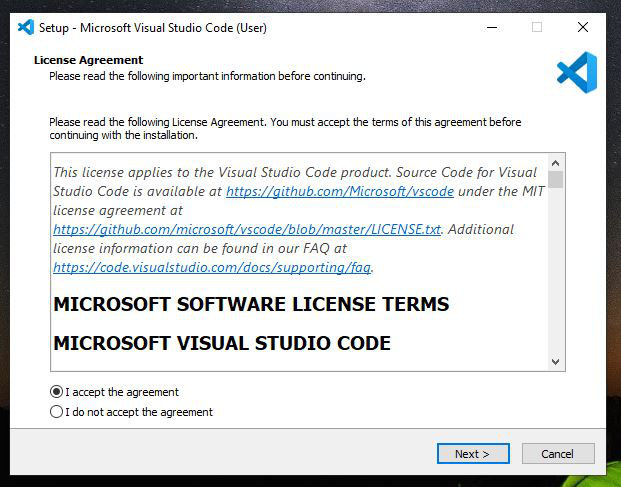 Setup - Microsoft Visual Studio Code (User)
License Agreement
Please read the following important information before continuing.
Please read the following License Agreement. You must accept the terms of this agreement before
continuing with the installation.
This license applies to the Visual Studio Code product. Source Code for Visual
Studio Code is available at https://github.com/Microsoft/vscode under the MIT
license agreement at
https://github.com/microsoft/vscode/blob/master/LICENSE.txt. Additional
license information can be found in our FAQ at
https://code.visualstudio.com/docs/supporting/faq.
MICROSOFT SOFTWARE LICENSE TERMS
MICROSOFT VISUAL STUDIO CODE
I accept the agreement
I do not accept the agreement
Next >
Cancel